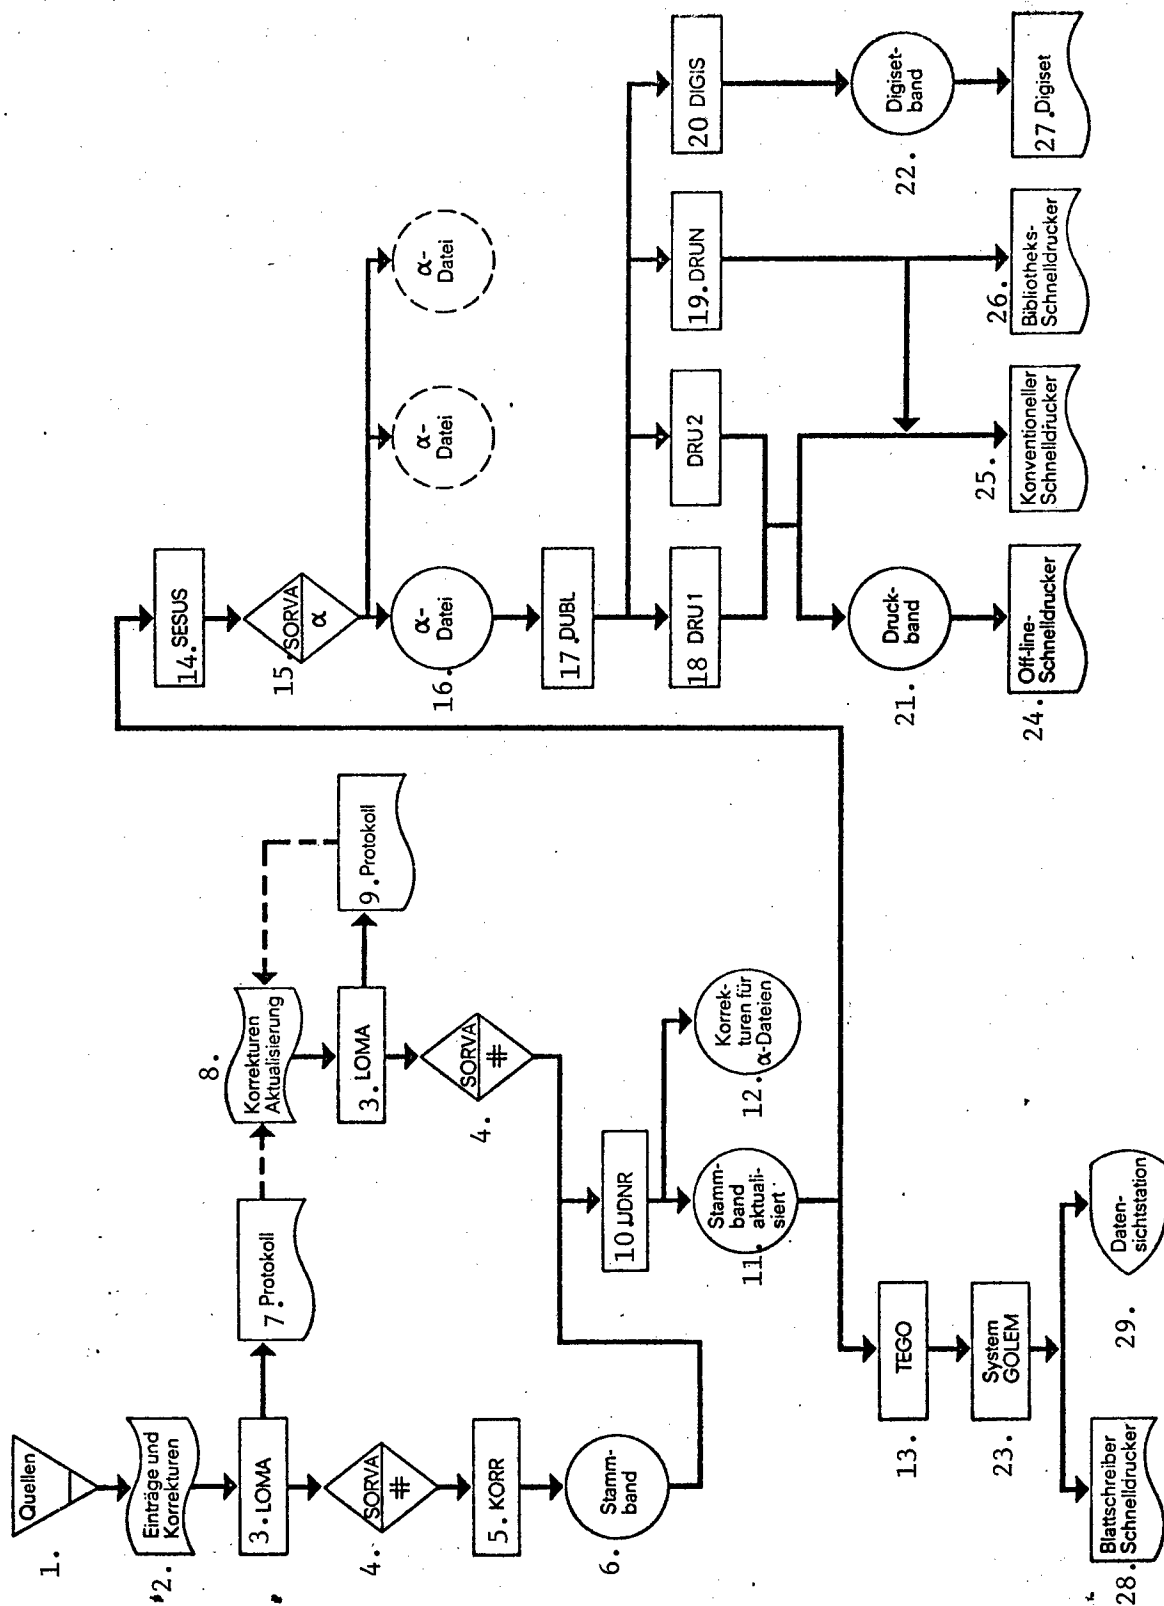 1.
Quellen
2.
Einträge und
Korrekturen
3. LOMA
7. Protokoll
4.
SORVA
#
5. KORR
6.
Stamm-
band
8.
Korrekturen
Aktualisierung
3. LOMA
9. Protokoll
4.
SORVA
#
10. UDNR
11.
Stamm-
band
aktuali-
siert
12.
Korrek-
turen für
α-Dateien
13.
TEGO
23.
System
GOLEM
28.
Blattschreiber
Schnelldrucker
29.
Daten-
sichtstation
14. SESUS
15.
SORVA
α
16.
α-
Datei
α-
Datei
α-
Datei
17. DUBL
18 DRU1
DRU2
19. DRUN
20 DIGIS
21.
Druck-
band
22.
Digiset-
band
24.
Off-line-
Schnelldrucker
25.
Konventioneller
Schnelldrucker
26.
Bibliotheks-
Schnelldrucker
27. Digiset